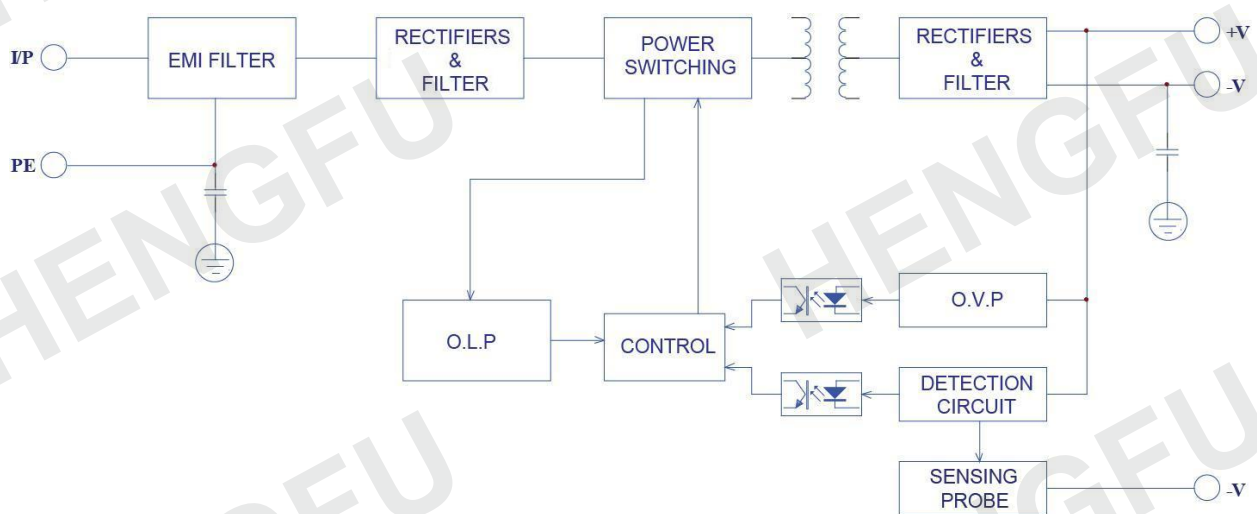 I/P
EMI FILTER
RECTIFIERS
&
FILTER
POWER
SWITCHING
RECTIFIERS
&
FILTER
+V
-V
PE
O.L.P
CONTROL
O.V.P
DETECTION
CIRCUIT
SENSING
PROBE
-V
HENGFU
HENGFU
HENGFU
HENGFU